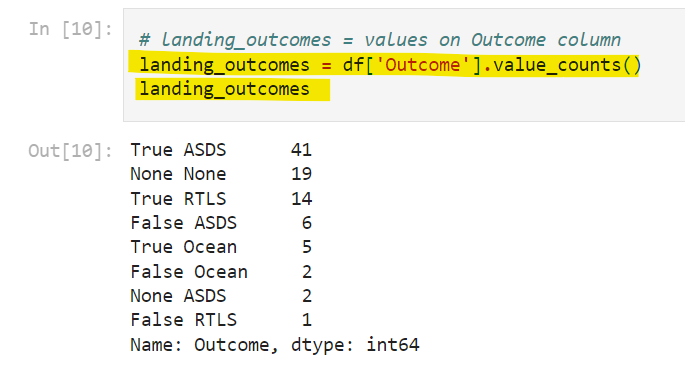 In [10]:
# landing_outcomes = values on Outcome column
landing_outcomes = df['Outcome'].value_counts()
landing_outcomes
Out[10]: True ASDS 41
None None 19
True RTLS 14
False ASDS 6
True Ocean 5
False Ocean 2
None ASDS 2
False RTLS 1
Name: Outcome, dtype: int64